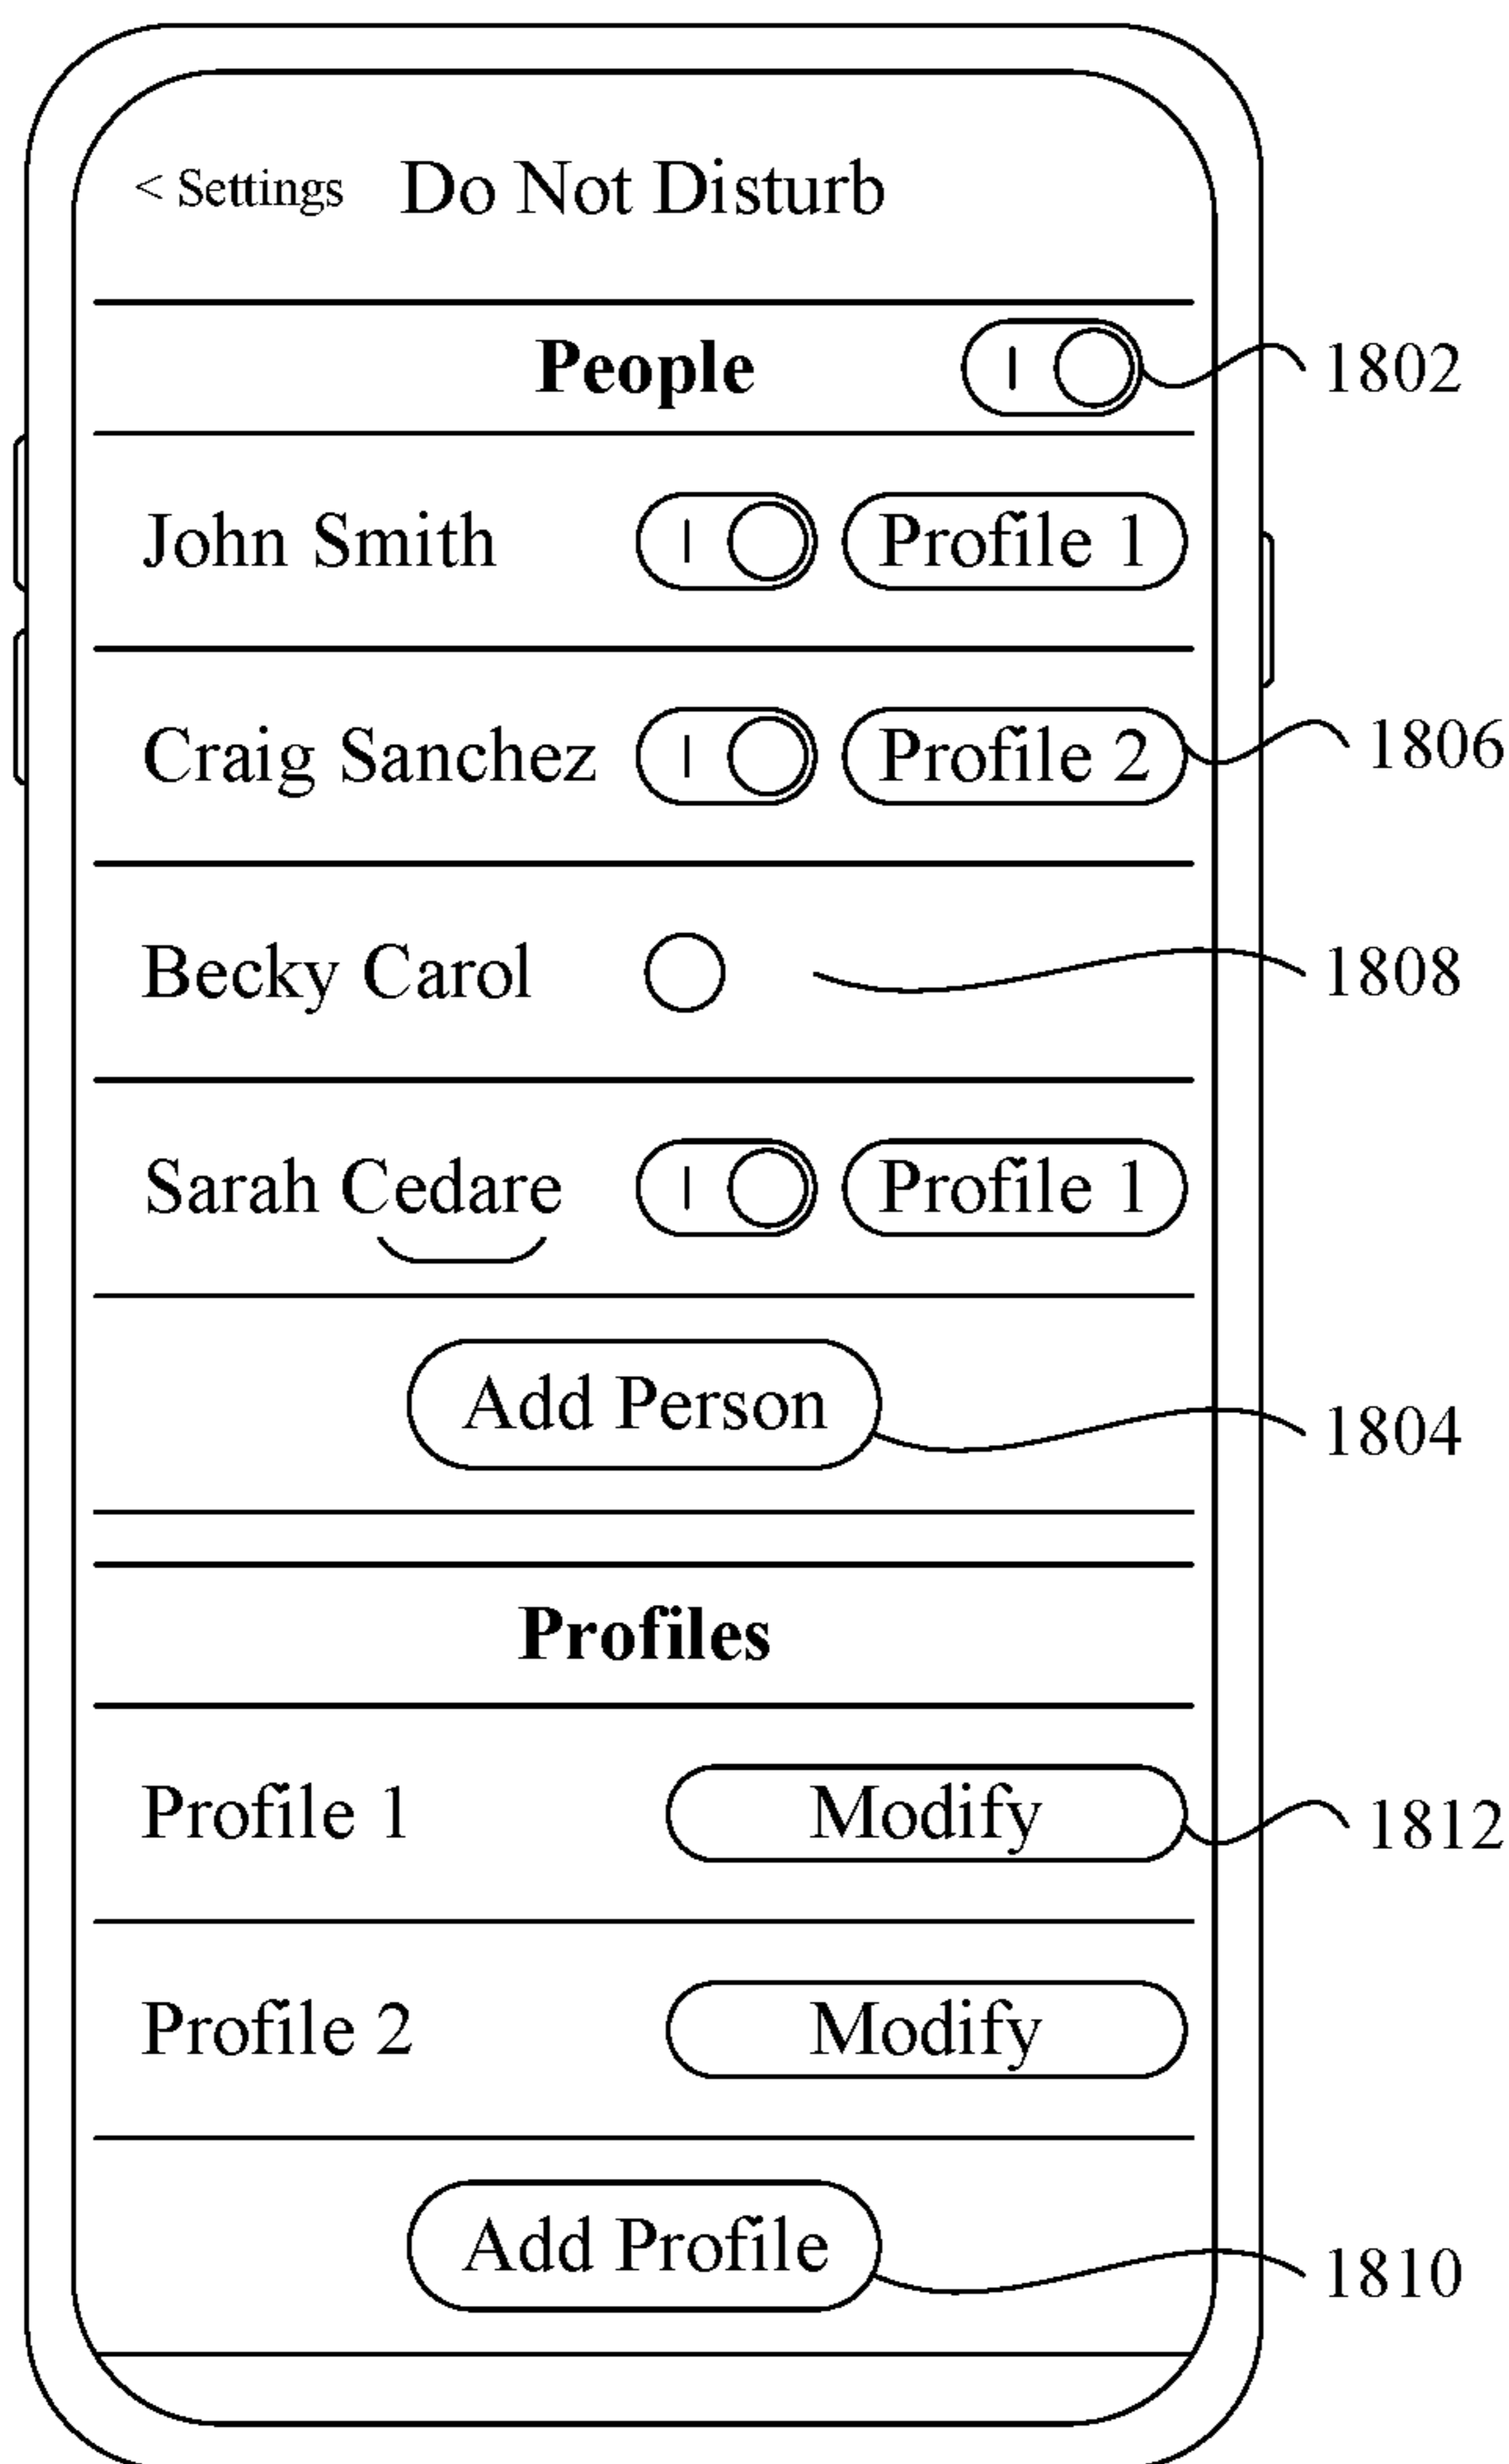 < Settings Do Not Disturb
People 1802
John Smith Profile 1
Craig Sanchez Profile 2 1806
Becky Carol 1808
Sarah Cedare Profile 1
Add Person 1804
Profiles
Profile 1 Modify 1812
Profile 2 Modify
Add Profile 1810